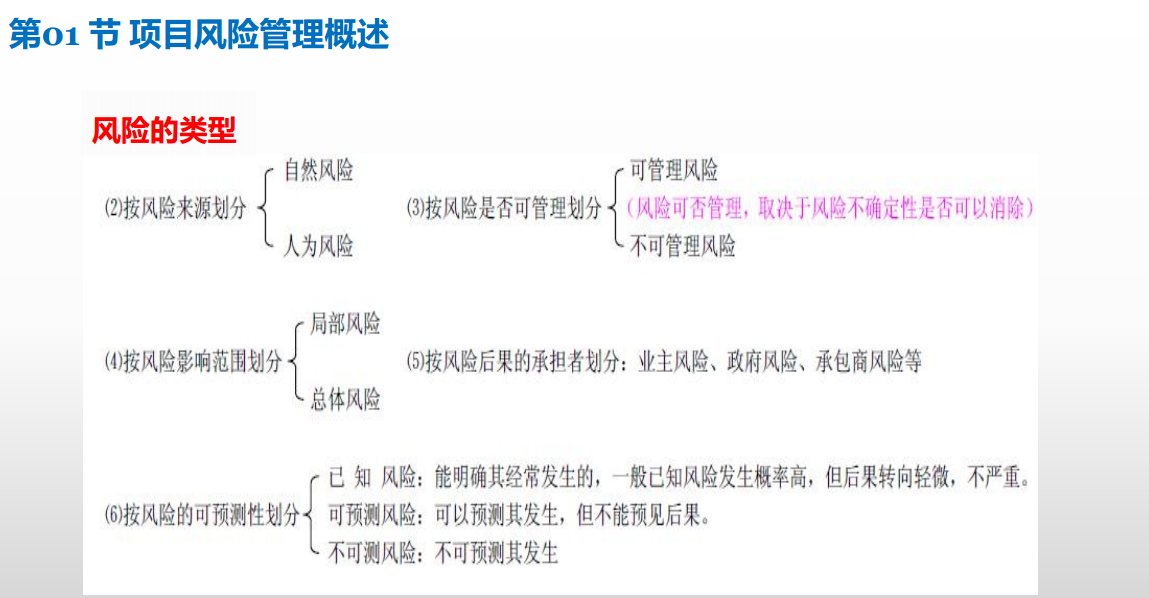 第01 节 项目风险管理概述
风险的类型
(2)按风险来源划分
自然风险
人为风险
(3)按风险是否可管理划分
可管理风险
(风险可否管理，取决于风险不确定性是否可以消除)
不可管理风险
(4)按风险影响范围划分
局部风险
总体风险
(5)按风险后果的承担者划分：业主风险、政府风险、承包商风险等
(6)按风险的可预测性划分
已 知 风险：能明确其经常发生的，一般已知风险发生概率高，但后果转向轻微，不严重。
可预测风险：可以预测其发生，但不能预见后果。
不可测风险：不可预测其发生